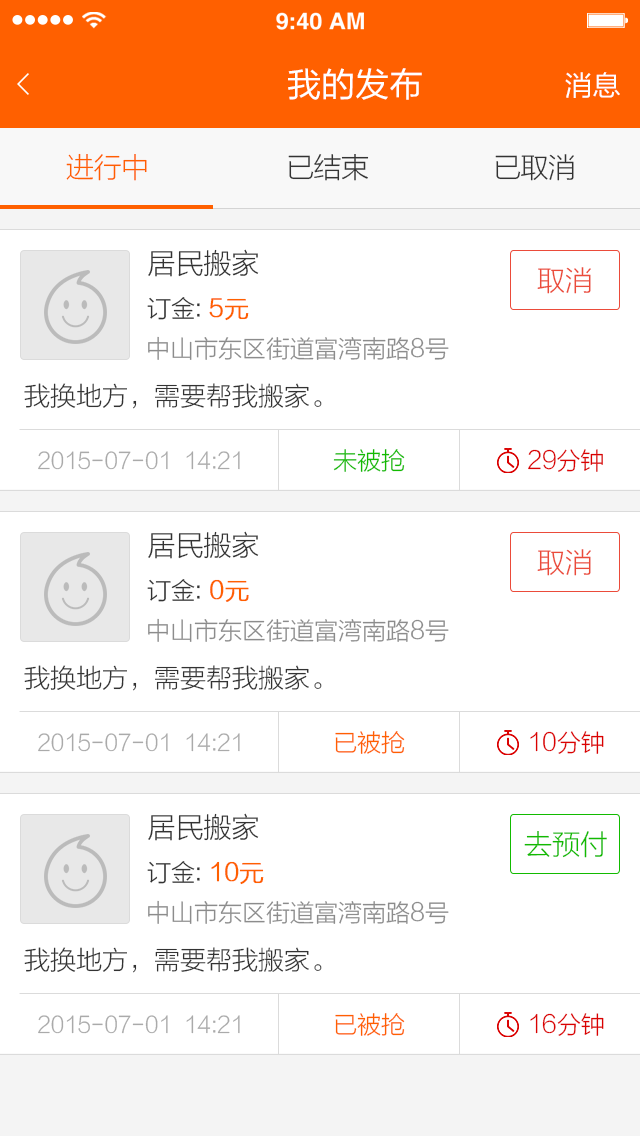 9:40 AM
我的发布
消息
进行中 已结束 已取消
居民搬家
取消
订金: 5元
中山市东区街道富湾南路8号
我换地方，需要帮我搬家。
2015-07-01 14:21 未被抢 29分钟
居民搬家
取消
订金: 0元
中山市东区街道富湾南路8号
我换地方，需要帮我搬家。
2015-07-01 14:21 已被抢 10分钟
居民搬家
去预付
订金: 10元
中山市东区街道富湾南路8号
我换地方，需要帮我搬家。
2015-07-01 14:21 已被抢 16分钟